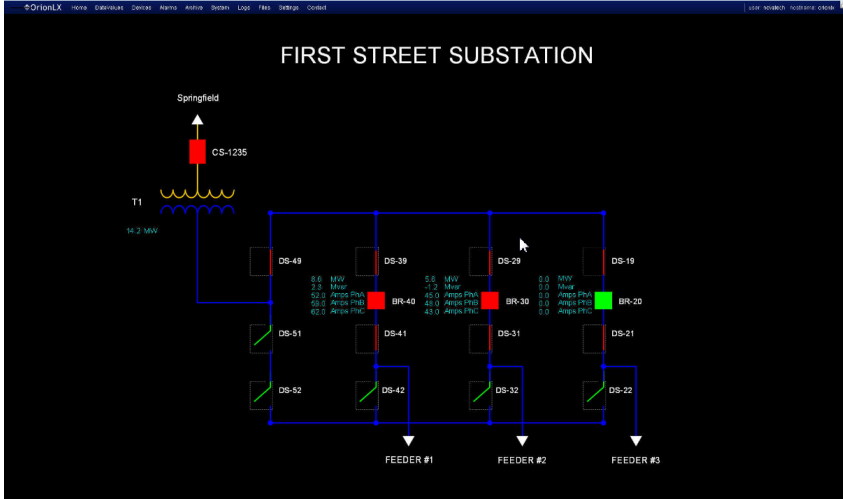 OrionLX Home DataValues Devices Alarms Archive System Logs Files Settings Contact
user: novatech hostname: orionlx
FIRST STREET SUBSTATION
Springfield
CS-1235
T1
14.2 MW
DS-49 DS-39 DS-29 DS-19
8.6 MW 5.6 MW 0.0 MW
2.3 Mvar -1.2 Mvar 0.0 Mvar
52.0 Amps PhA 45.0 Amps PhA 0.0 Amps PhA
59.0 Amps PhB BR-40 48.0 Amps PhB BR-30 0.0 Amps PhB BR-20
62.0 Amps PhC 43.0 Amps PhC 0.0 Amps PhC
DS-51 DS-41 DS-31 DS-21
DS-52 DS-42 DS-32 DS-22
FEEDER #1 FEEDER #2 FEEDER #3